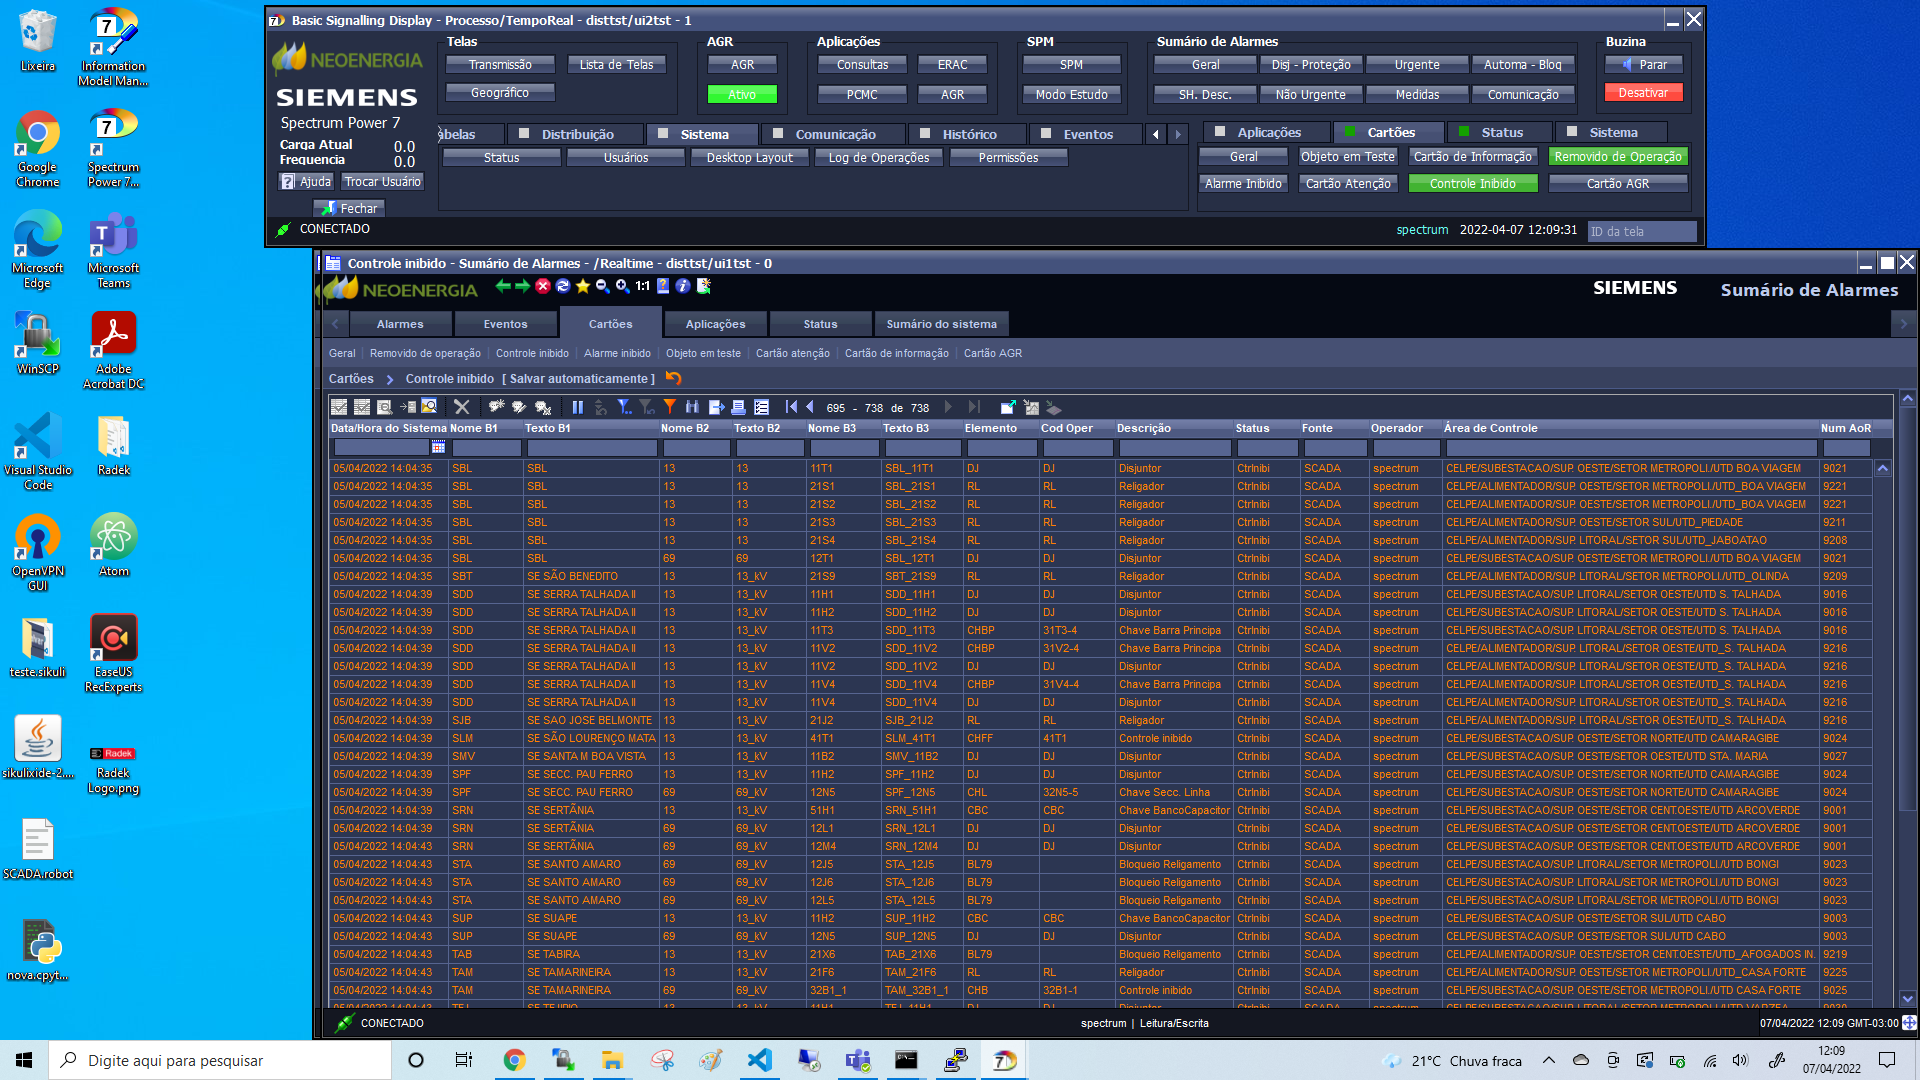 Lixeira
Information Model Man...
Google Chrome
Spectrum Power 7...
Microsoft Edge
Microsoft Teams
WinSCP
Adobe Acrobat DC
Visual Studio Code
Radek
OpenVPN GUI
Atom
teste.sikuli
EaseUS RecExperts
sikulixide-2....
Radek Logo.png
SCADA.robot
nova.cpyt...
Basic Signalling Display - Processo/TempoReal - disttst/ui2tst - 1
NEOENERGIA
SIEMENS
Spectrum Power 7
Carga Atual 0.0
Frequencia 0.0
Ajuda Trocar Usuário
Fechar
Telas
Transmissão Lista de Telas
Geográfico
AGR
AGR
Ativo
Aplicações
Consultas ERAC
PCMC AGR
SPM
SPM
Modo Estudo
Sumário de Alarmes
Geral Disj - Proteção Urgente Automa - Bloq
SH. Desc. Não Urgente Medidas Comunicação
Buzina
Parar
Desativar
abelas Distribuição Sistema Comunicação Histórico Eventos
Status Usuários Desktop Layout Log de Operações Permissões
Aplicações Cartões Status Sistema
Geral Objeto em Teste Cartão de Informação Removido de Operação
Alarme Inibido Cartão Atenção Controle Inibido Cartão AGR
CONECTADO
spectrum 2022-04-07 12:09:31 ID da tela
Controle inibido - Sumário de Alarmes - /Realtime - disttst/ui1tst - 0
NEOENERGIA 1:1 SIEMENS Sumário de Alarmes
Alarmes Eventos Cartões Aplicações Status Sumário do sistema
Geral Removido de operação Controle inibido Alarme inibido Objeto em teste Cartão atenção Cartão de informação Cartão AGR
Cartões > Controle inibido [ Salvar automaticamente ]
695 - 738 de 738
Data/Hora do Sistema Nome B1 Texto B1 Nome B2 Texto B2 Nome B3 Texto B3 Elemento Cod Oper Descrição Status Fonte Operador Área de Controle Num AoR
05/04/2022 14:04:35 SBL SBL 13 13 11T1 SBL_11T1 DJ DJ Disjuntor CtrInibi SCADA spectrum CELPE/SUBESTACAO/SUP. OESTE/SETOR METROPOLI./UTD BOA VIAGEM 9021
05/04/2022 14:04:35 SBL SBL 13 13 21S1 SBL_21S1 RL RL Religador CtrInibi SCADA spectrum CELPE/ALIMENTADOR/SUP. OESTE/SETOR METROPOLI./UTD_BOA VIAGEM 9221
05/04/2022 14:04:35 SBL SBL 13 13 21S2 SBL_21S2 RL RL Religador CtrInibi SCADA spectrum CELPE/ALIMENTADOR/SUP. OESTE/SETOR METROPOLI./UTD_BOA VIAGEM 9221
05/04/2022 14:04:35 SBL SBL 13 13 21S3 SBL_21S3 RL RL Religador CtrInibi SCADA spectrum CELPE/ALIMENTADOR/SUP. OESTE/SETOR SUL/UTD_PIEDADE 9211
05/04/2022 14:04:35 SBL SBL 13 13 21S4 SBL_21S4 RL RL Religador CtrInibi SCADA spectrum CELPE/ALIMENTADOR/SUP. LITORAL/SETOR SUL/UTD_JABOATAO 9208
05/04/2022 14:04:35 SBL SBL 69 69 12T1 SBL_12T1 DJ DJ Disjuntor CtrInibi SCADA spectrum CELPE/SUBESTACAO/SUP. OESTE/SETOR METROPOLI./UTD BOA VIAGEM 9021
05/04/2022 14:04:35 SBT SE SÃO BENEDITO 13 13_kV 21S9 SBT_21S9 RL RL Religador CtrInibi SCADA spectrum CELPE/ALIMENTADOR/SUP. LITORAL/SETOR METROPOLI./UTD_OLINDA 9209
05/04/2022 14:04:39 SDD SE SERRA TALHADA II 13 13_kV 11H1 SDD_11H1 DJ DJ Disjuntor CtrInibi SCADA spectrum CELPE/SUBESTACAO/SUP. LITORAL/SETOR OESTE/UTD S. TALHADA 9016
05/04/2022 14:04:39 SDD SE SERRA TALHADA II 13 13_kV 11H2 SDD_11H2 DJ DJ Disjuntor CtrInibi SCADA spectrum CELPE/SUBESTACAO/SUP. LITORAL/SETOR OESTE/UTD S. TALHADA 9016
05/04/2022 14:04:39 SDD SE SERRA TALHADA II 13 13_kV 11T3 SDD_11T3 CHBP 31T3-4 Chave Barra Principa CtrInibi SCADA spectrum CELPE/SUBESTACAO/SUP. LITORAL/SETOR OESTE/UTD S. TALHADA 9016
05/04/2022 14:04:39 SDD SE SERRA TALHADA II 13 13_kV 11V2 SDD_11V2 CHBP 31V2-4 Chave Barra Principa CtrInibi SCADA spectrum CELPE/ALIMENTADOR/SUP. LITORAL/SETOR OESTE/UTD_S. TALHADA 9216
05/04/2022 14:04:39 SDD SE SERRA TALHADA II 13 13_kV 11V2 SDD_11V2 DJ DJ Disjuntor CtrInibi SCADA spectrum CELPE/ALIMENTADOR/SUP. LITORAL/SETOR OESTE/UTD_S. TALHADA 9216
05/04/2022 14:04:39 SDD SE SERRA TALHADA II 13 13_kV 11V4 SDD_11V4 CHBP 31V4-4 Chave Barra Principa CtrInibi SCADA spectrum CELPE/ALIMENTADOR/SUP. LITORAL/SETOR OESTE/UTD_S. TALHADA 9216
05/04/2022 14:04:39 SDD SE SERRA TALHADA II 13 13_kV 11V4 SDD_11V4 DJ DJ Disjuntor CtrInibi SCADA spectrum CELPE/ALIMENTADOR/SUP. LITORAL/SETOR OESTE/UTD_S. TALHADA 9216
05/04/2022 14:04:39 SJB SE SAO JOSE BELMONTE 13 13_kV 21J2 SJB_21J2 RL RL Religador CtrInibi SCADA spectrum CELPE/ALIMENTADOR/SUP. LITORAL/SETOR OESTE/UTD_S. TALHADA 9216
05/04/2022 14:04:39 SLM SE SÃO LOURENÇO MATA 13 13_kV 41T1 SLM_41T1 CHFF 41T1 Controle inibido CtrInibi SCADA spectrum CELPE/SUBESTACAO/SUP. OESTE/SETOR NORTE/UTD CAMARAGIBE 9024
05/04/2022 14:04:39 SMV SE SANTA M BOA VISTA 13 13_kV 11B2 SMV_11B2 DJ DJ Disjuntor CtrInibi SCADA spectrum CELPE/SUBESTACAO/SUP. OESTE/SETOR OESTE/UTD STA. MARIA 9027
05/04/2022 14:04:39 SPF SE SECC. PAU FERRO 13 13_kV 11H2 SPF_11H2 DJ DJ Disjuntor CtrInibi SCADA spectrum CELPE/SUBESTACAO/SUP. OESTE/SETOR NORTE/UTD CAMARAGIBE 9024
05/04/2022 14:04:39 SPF SE SECC. PAU FERRO 69 69_kV 12N5 SPF_12N5 CHL 32N5-5 Chave Secc. Linha CtrInibi SCADA spectrum CELPE/SUBESTACAO/SUP. OESTE/SETOR NORTE/UTD CAMARAGIBE 9024
05/04/2022 14:04:39 SRN SE SERTÃNIA 13 13_kV 51H1 SRN_51H1 CBC CBC Chave BancoCapacitor CtrInibi SCADA spectrum CELPE/SUBESTACAO/SUP. OESTE/SETOR CENT.OESTE/UTD ARCOVERDE 9001
05/04/2022 14:04:39 SRN SE SERTÃNIA 69 69_kV 12L1 SRN_12L1 DJ DJ Disjuntor CtrInibi SCADA spectrum CELPE/SUBESTACAO/SUP. OESTE/SETOR CENT.OESTE/UTD ARCOVERDE 9001
05/04/2022 14:04:39 SRN SE SERTÃNIA 69 69_kV 12M4 SRN_12M4 DJ DJ Disjuntor CtrInibi SCADA spectrum CELPE/SUBESTACAO/SUP. OESTE/SETOR CENT.OESTE/UTD ARCOVERDE 9001
05/04/2022 14:04:43 STA SE SANTO AMARO 69 69_kV 12J5 STA_12J5 BL79 Bloqueio Religamento CtrInibi SCADA spectrum CELPE/SUBESTACAO/SUP. LITORAL/SETOR METROPOLI./UTD BONGI 9023
05/04/2022 14:04:43 STA SE SANTO AMARO 69 69_kV 12J6 STA_12J6 BL79 Bloqueio Religamento CtrInibi SCADA spectrum CELPE/SUBESTACAO/SUP. LITORAL/SETOR METROPOLI./UTD BONGI 9023
05/04/2022 14:04:43 STA SE SANTO AMARO 69 69_kV 12L5 STA_12L5 BL79 Bloqueio Religamento CtrInibi SCADA spectrum CELPE/SUBESTACAO/SUP. LITORAL/SETOR METROPOLI./UTD BONGI 9023
05/04/2022 14:04:43 SUP SE SUAPE 13 13_kV 11H2 SUP_11H2 CBC CBC Chave BancoCapacitor CtrInibi SCADA spectrum CELPE/SUBESTACAO/SUP. OESTE/SETOR SUL/UTD CABO 9003
05/04/2022 14:04:43 SUP SE SUAPE 69 69_kV 12N5 SUP_12N5 DJ DJ Disjuntor CtrInibi SCADA spectrum CELPE/SUBESTACAO/SUP. OESTE/SETOR SUL/UTD CABO 9003
05/04/2022 14:04:43 TAB SE TABIRA 13 13_kV 21X6 TAB_21X6 BL79 Bloqueio Religamento CtrInibi SCADA spectrum CELPE/ALIMENTADOR/SUP. OESTE/SETOR CENT.OESTE/UTD_AFOGADOS IN. 9219
05/04/2022 14:04:43 TAM SE TAMARINEIRA 13 13_kV 21F6 TAM_21F6 RL RL Religador CtrInibi SCADA spectrum CELPE/ALIMENTADOR/SUP. OESTE/SETOR METROPOLI./UTD_CASA FORTE 9225
05/04/2022 14:04:43 TAM SE TAMARINEIRA 69 69_kV 32B1_1 TAM_32B1_1 CHB 32B1-1 Controle inibido CtrInibi SCADA spectrum CELPE/SUBESTACAO/SUP. OESTE/SETOR METROPOLI./UTD CASA FORTE 9025
CONECTADO spectrum | Leitura/Escrita 07/04/2022 12:09 GMT-03:00
Digite aqui para pesquisar
21°C Chuva fraca
12:09
07/04/2022